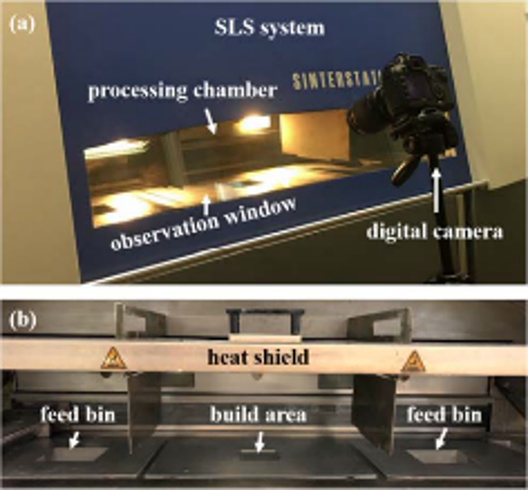 (a)
SLS system
SINTERSTATI
processing chamber
observation window
digital camera
(b)
heat shield
feed bin
build area
feed bin